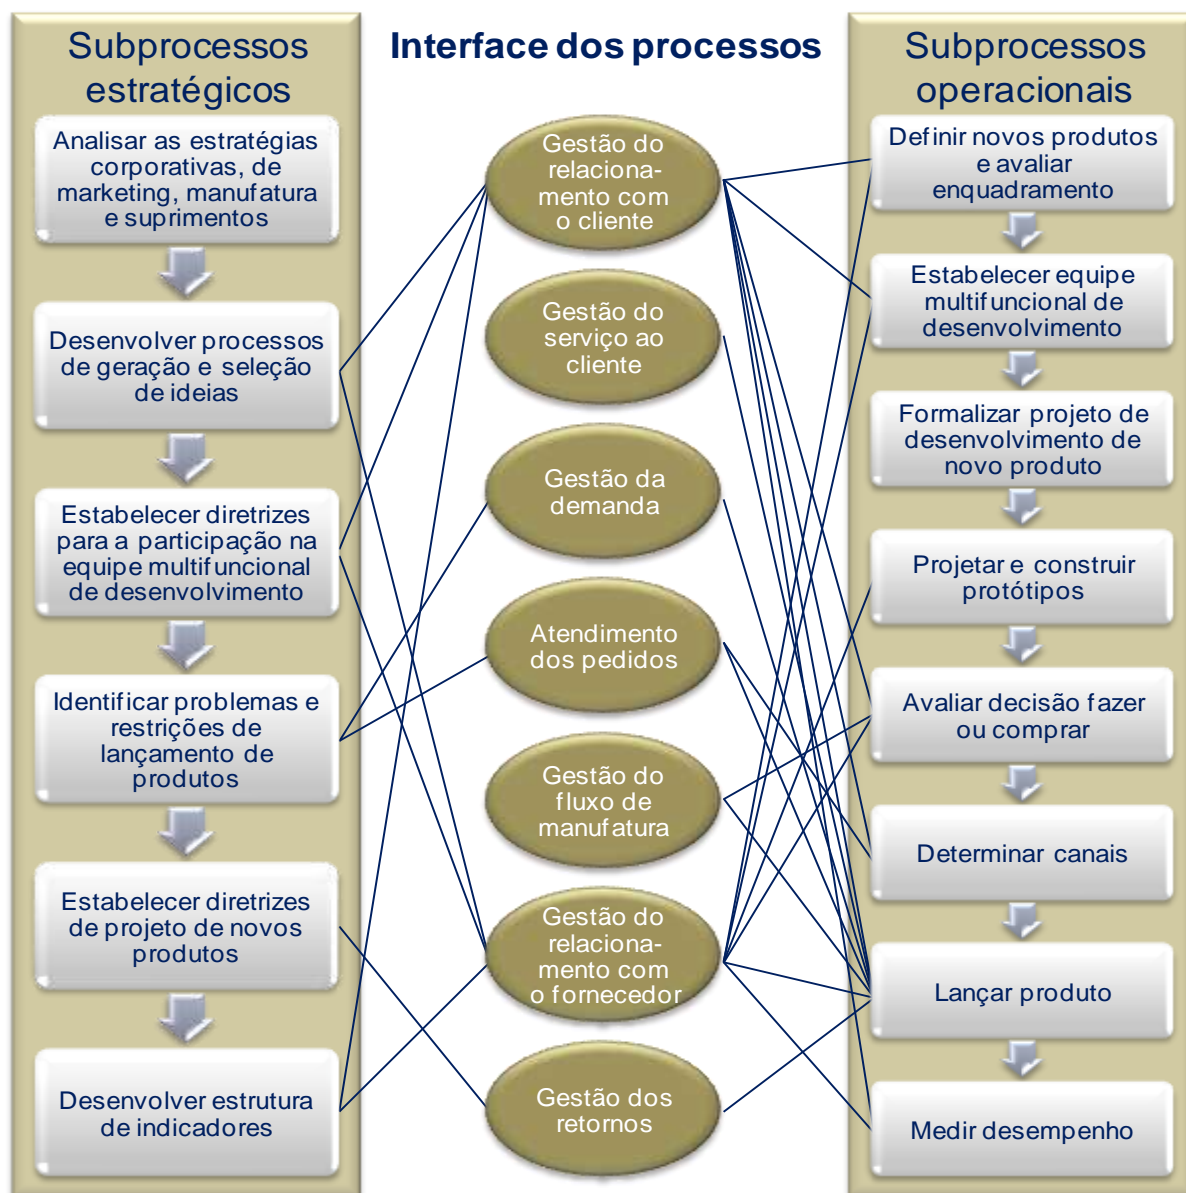 Subprocessos
estratégicos
Analisar as estratégias
corporativas, de
marketing, manufatura
e suprimentos
Desenvolver processos
de geração e seleção
de ideias
Estabelecer diretrizes
para a participação na
equipe multifuncional
de desenvolvimento
Identificar problemas e
restrições de
lançamento de
produtos
Estabelecer diretrizes
de projeto de novos
produtos
Desenvolver estrutura
de indicadores
Interface dos processos
Gestão do
relaciona-
mento com
o cliente
Gestão do
serviço ao
cliente
Gestão da
demanda
Atendimento
dos pedidos
Gestão do
fluxo de
manufatura
Gestão do
relaciona-
mento com
o fornecedor
Gestão dos
retornos
Subprocessos
operacionais
Definir novos produtos
e avaliar
enquadramento
Estabelecer equipe
multifuncional de
desenvolvimento
Formalizar projeto de
desenvolvimento de
novo produto
Projetar e construir
protótipos
Avaliar decisão fazer
ou comprar
Determinar canais
Lançar produto
Medir desempenho